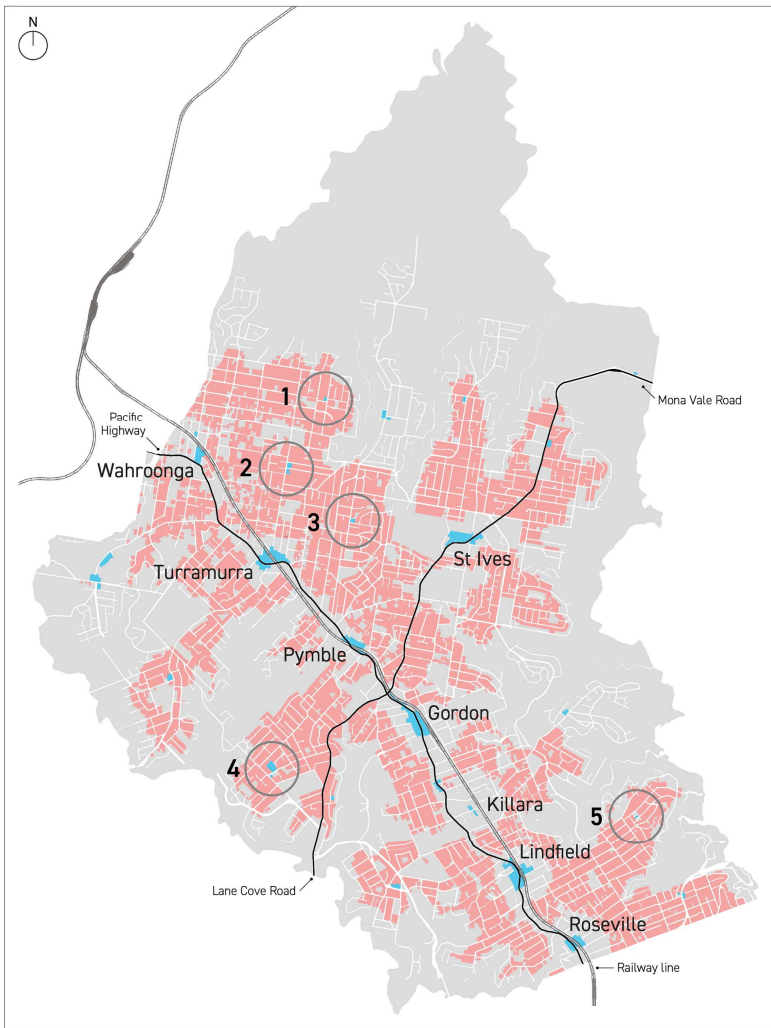 N
1
Mona Vale Road
Pacific
Highway
2
Wahroonga
3
St Ives
Turramurra
Pymble
Gordon
4
Killara
5
Lindfield
Lane Cove Road
Roseville
Railway line